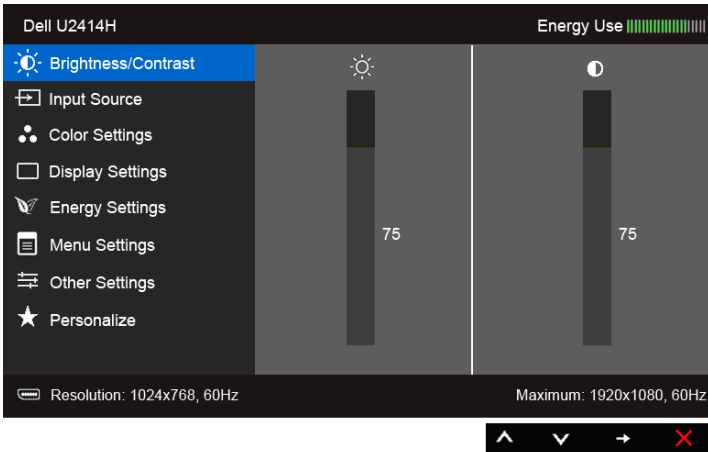 Dell U2414H
Energy Use
Brightness/Contrast
Input Source
Color Settings
Display Settings
Energy Settings
Menu Settings
Other Settings
Personalize
75
75
Resolution: 1024x768, 60Hz
Maximum: 1920x1080, 60Hz